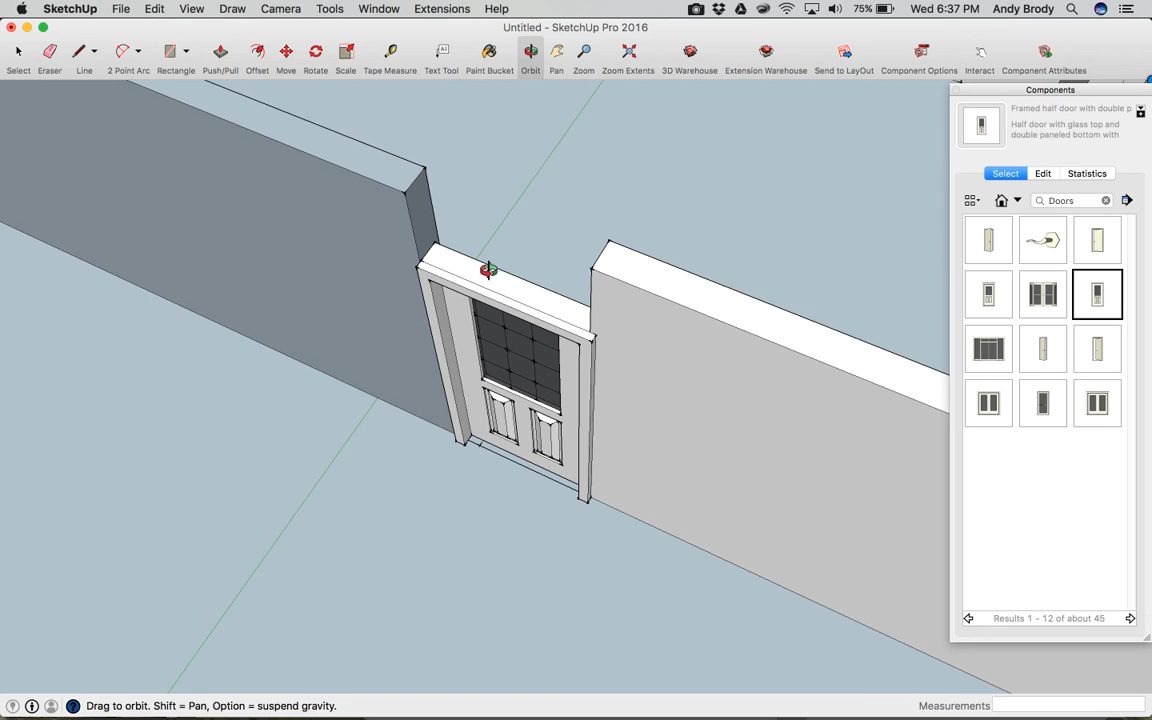 SketchUp File Edit View Draw Camera Tools Window Extensions Help 75% Wed 6:37 PM Andy Brody
Untitled - SketchUp Pro 2016
Select Eraser Line 2 Point Arc Rectangle Push/Pull Offset Move Rotate Scale Tape Measure Text Tool Paint Bucket Orbit Pan Zoom Zoom Extents 3D Warehouse Extension Warehouse Send to LayOut Component Options Interact Component Attributes
Components
Framed half door with double p
Half door with glass top and
double paneled bottom with
Select Edit Statistics
Doors
Results 1 - 12 of about 45
Drag to orbit. Shift = Pan, Option = suspend gravity.
Measurements